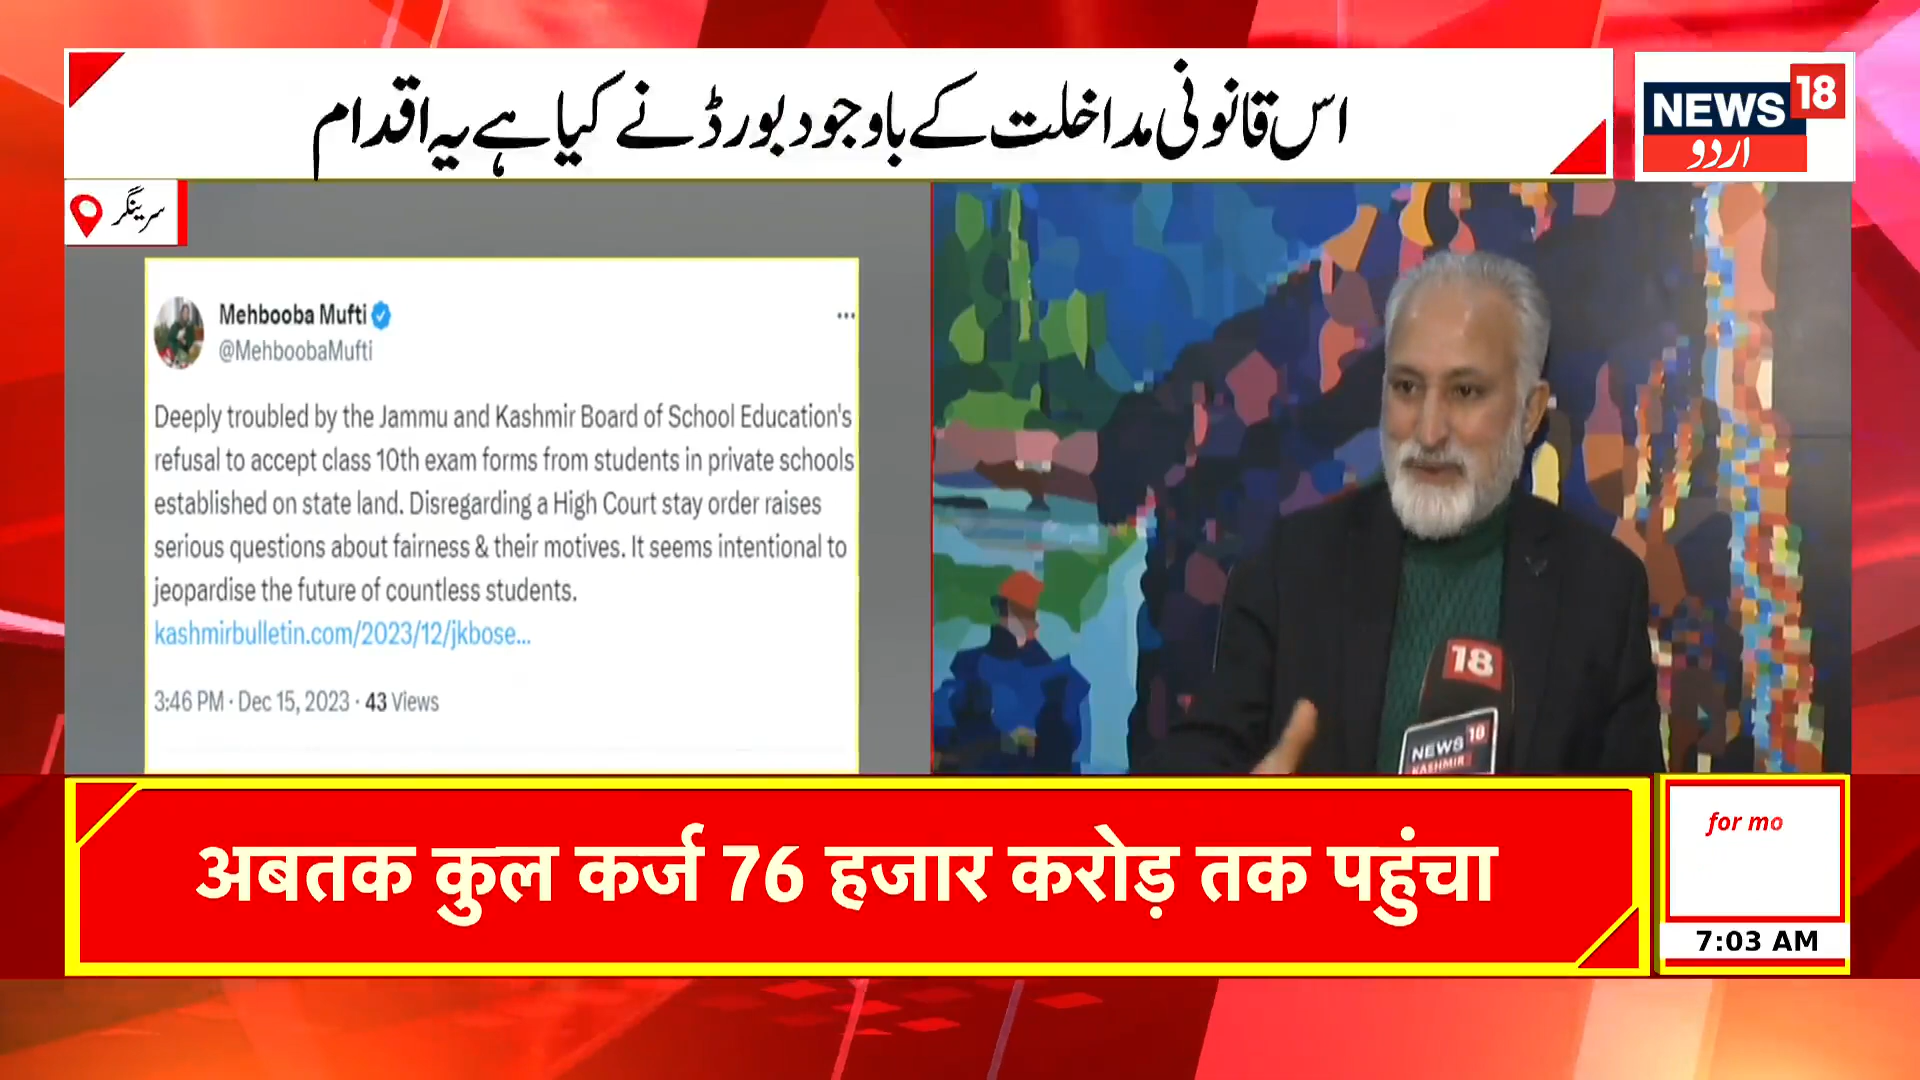 اس قانونی مداخلت کے باوجود بورڈ نے کیا ہے یہ اقدام
NEWS 18
اردو
سرینگر
Mehbooba Mufti
@MehboobaMufti
Deeply troubled by the Jammu and Kashmir Board of School Education's
refusal to accept class 10th exam forms from students in private schools
established on state land. Disregarding a High Court stay order raises
serious questions about fairness & their motives. It seems intentional to
jeopardise the future of countless students.
kashmirbulletin.com/2023/12/jkbose...
3:46 PM · Dec 15, 2023 · 43 Views
18
NEWS 18
KASHMIR
अबतक कुल कर्ज 76 हजार करोड़ तक पहुंचा
for mo
7:03 AM